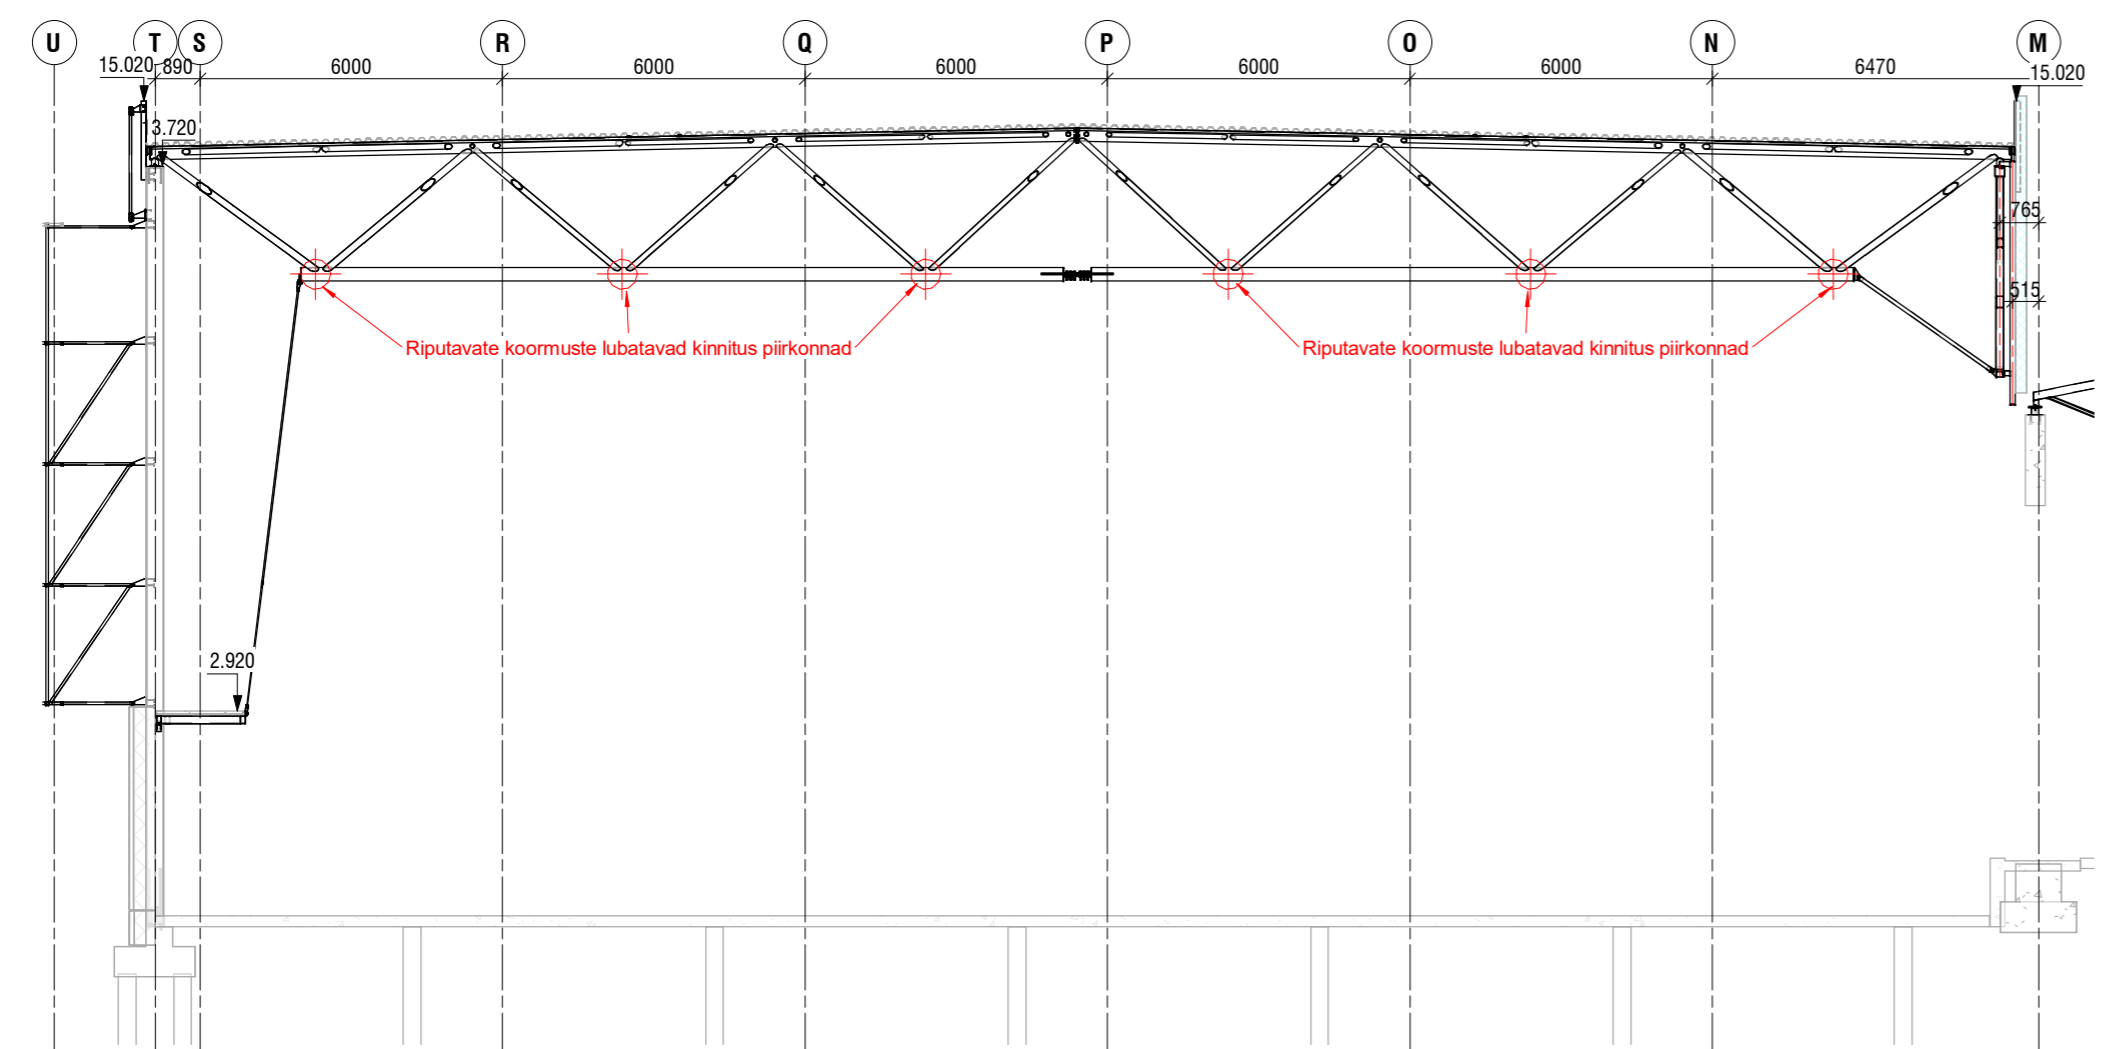 U T S R Q P O N M
15.020 890 6000 6000 6000 6000 6000 6470 15.020
13.720
765
515
Riputavate koormuste lubatavad kinnitus piirkonnad Riputavate koormuste lubatavad kinnitus piirkonnad
2.920